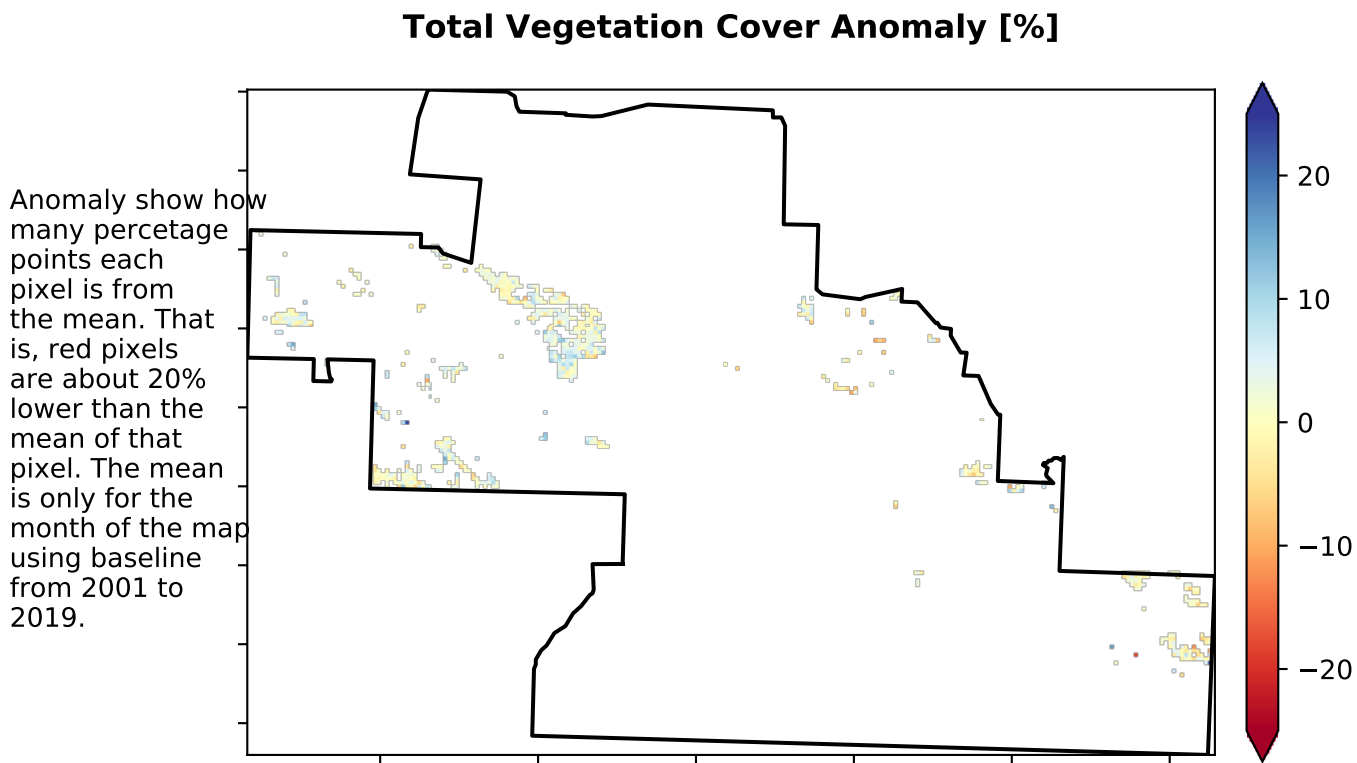 Total Vegetation Cover Anomaly [%]
Anomaly show how
many percetage
points each
pixel is from
the mean. That
is, red pixels
are about 20%
lower than the
mean of that
pixel. The mean
is only for the
month of the map
using baseline
from 2001 to
2019.
20
10
0
−10
−20